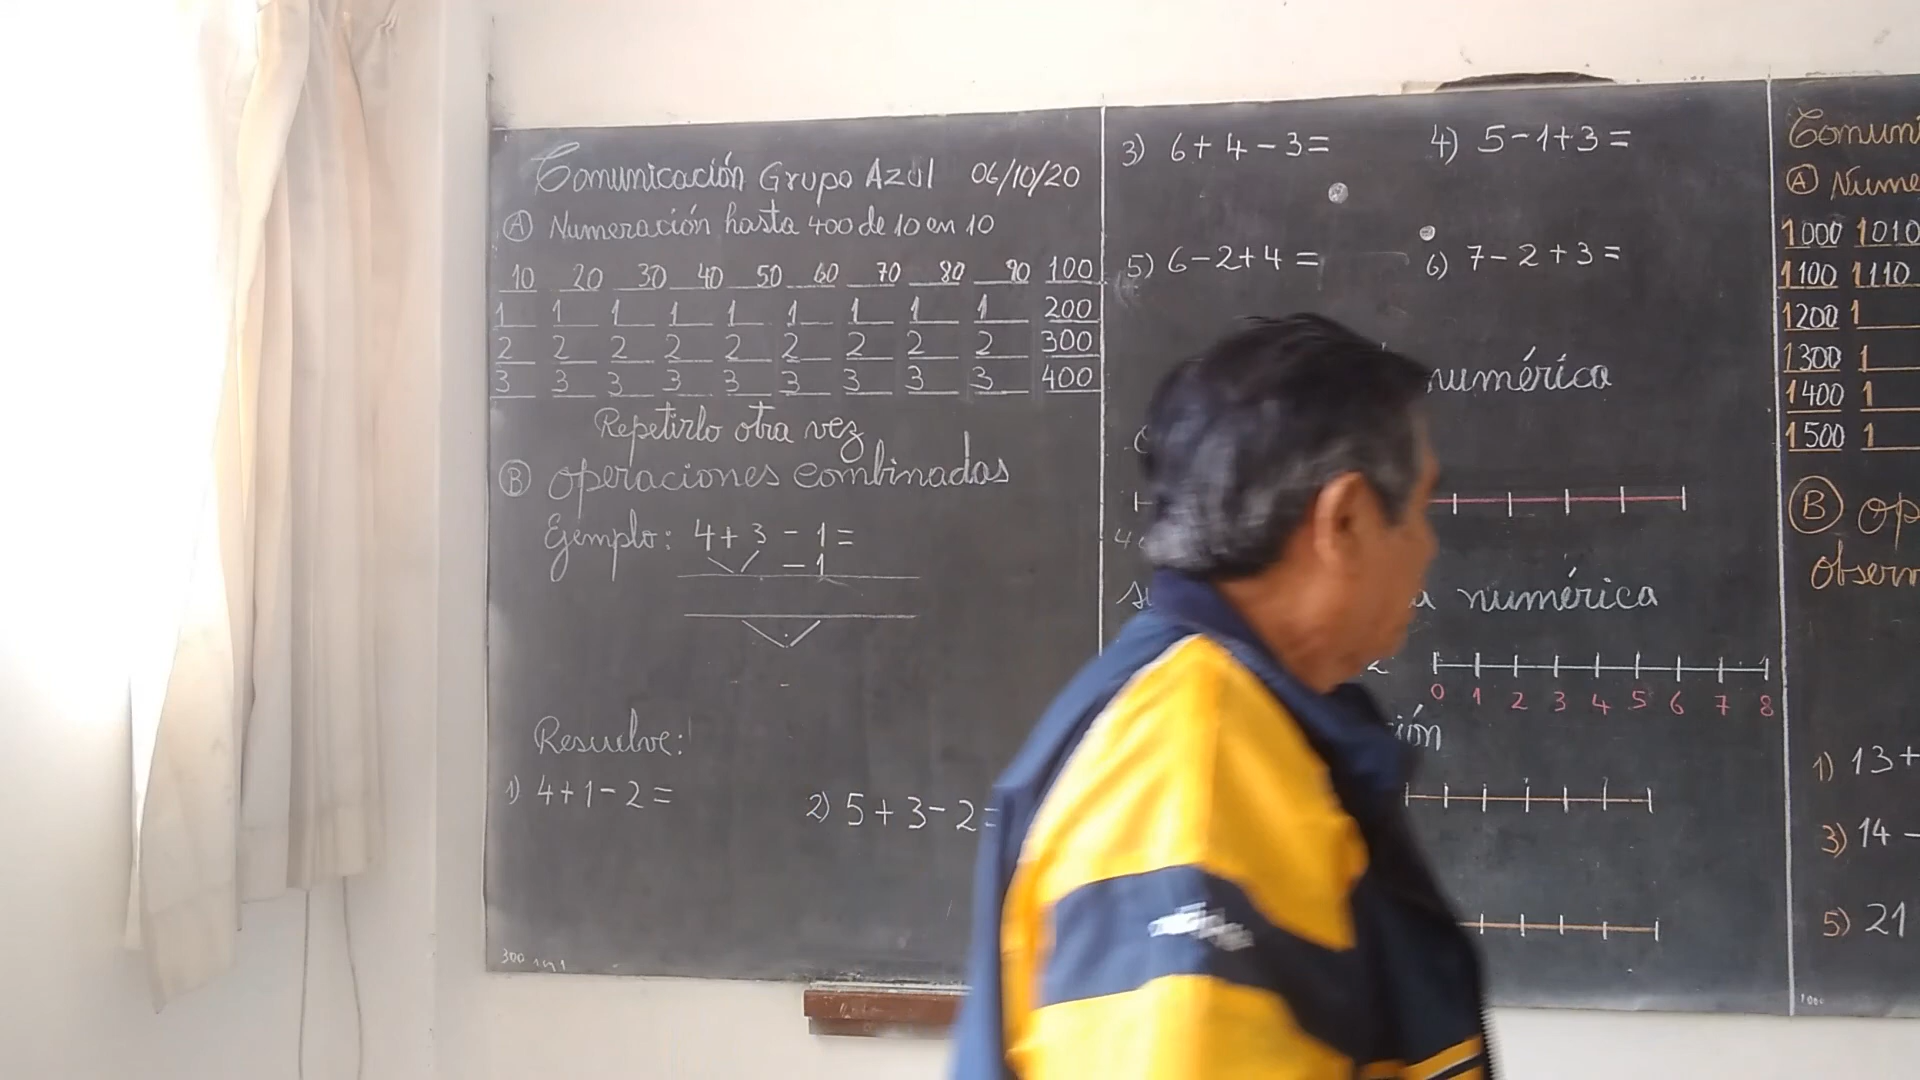 Comunicación Grupo Azul 06/10/20
Ⓐ Numeración hasta 400 de 10 en 10
10 20 30 40 50 60 70 80 90 100
1 1 1 1 1 1 1 1 1 200
2 2 2 2 2 2 2 2 2 300
3 3 3 3 3 3 3 3 3 400
Repetirlo otra vez
Ⓑ operaciones combinadas
Ejemplo: 4+3-1=
-1
Resuelve:
1) 4+1-2=
2) 5+3-2=
3) 6+4-3=
4) 5-1+3=
5) 6-2+4=
6) 7-2+3=
numérica
numérica
0 1 2 3 4 5 6 7 8
ión
Comuni
Ⓐ Nume
1000 1010
1100 1110
1200 1
1300 1
1400 1
1500 1
Ⓑ op
Observ
1) 13+
3) 14-
5) 21